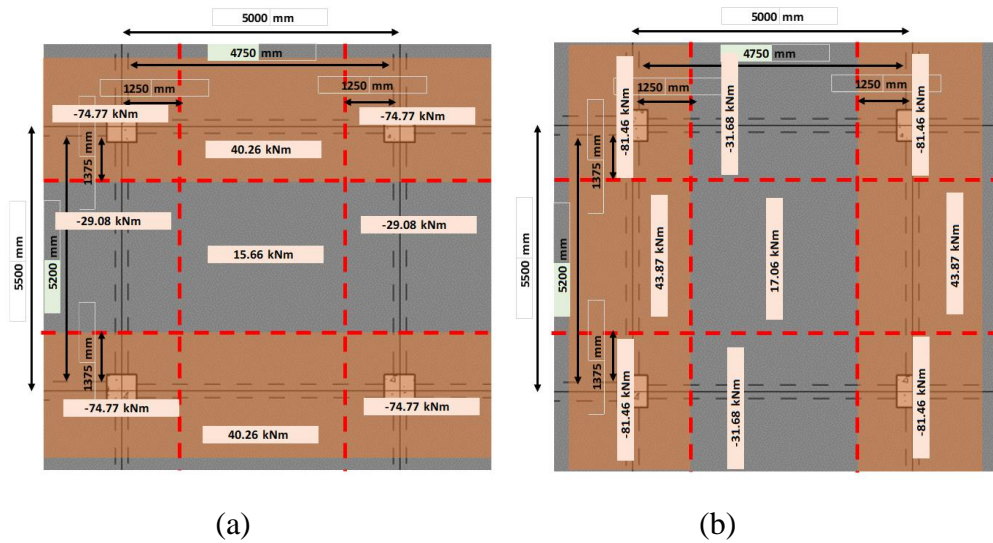 5000 mm
4750 mm
1250 mm
1250 mm
-74.77 kNm
-74.77 kNm
40.26 kNm
1375 mm
-29.08 kNm
-29.08 kNm
15.66 kNm
5500 mm
5200 mm
1375 mm
-74.77 kNm
-74.77 kNm
40.26 kNm
(a)
5000 mm
4750 mm
1250 mm
1250 mm
-81.46 kNm
-31.68 kNm
-81.46 kNm
1375 mm
43.87 kNm
17.06 kNm
43.87 kNm
5500 mm
5200 mm
1375 mm
-81.46 kNm
-31.68 kNm
-81.46 kNm
(b)